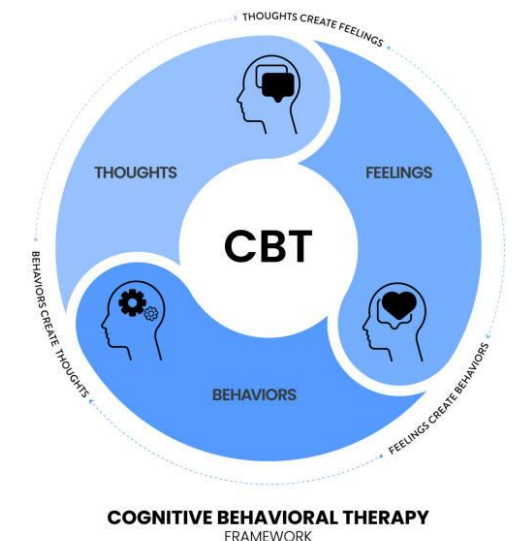 THOUGHTS CREATE FEELINGS
THOUGHTS
FEELINGS
CBT
BEHAVIORS CREATE THOUGHTS
BEHAVIORS
FEELINGS CREATE BEHAVIORS
COGNITIVE BEHAVIORAL THERAPY
FRAMEWORK